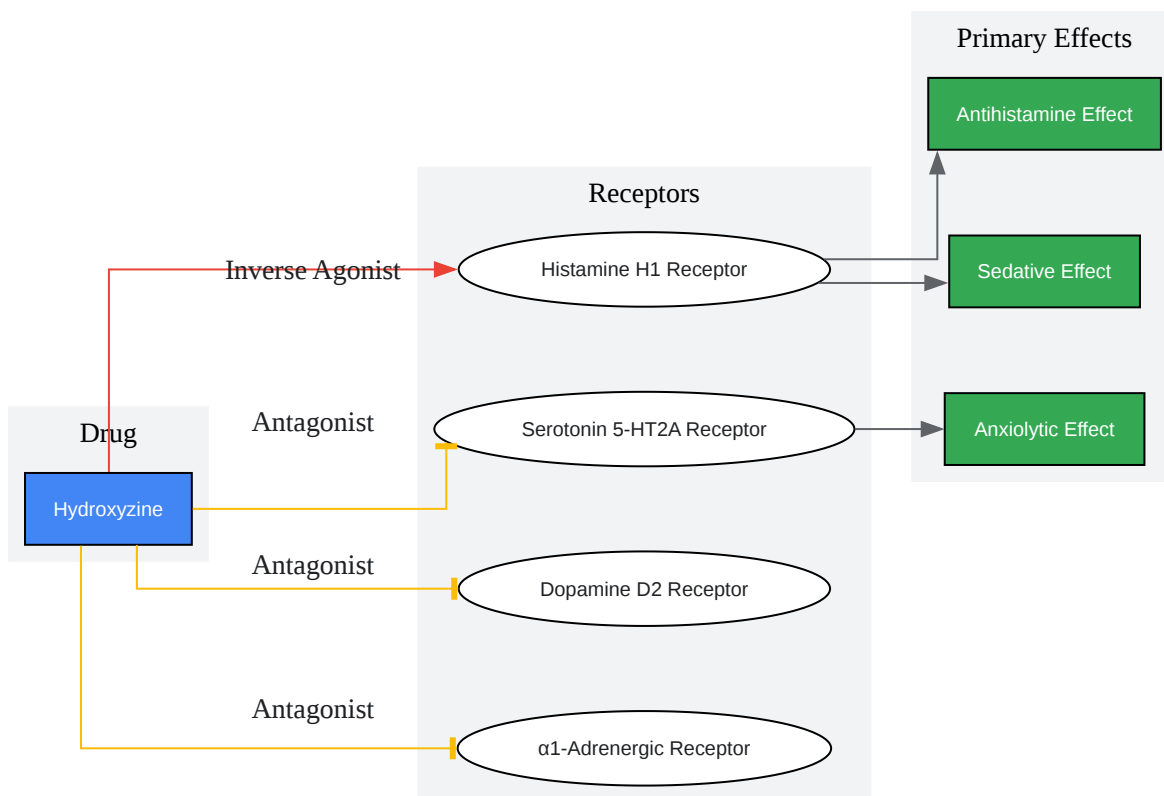 Primary Effects
Antihistamine Effect
Receptors
Inverse Agonist
Histamine H1 Receptor
Sedative Effect
Drug
Antagonist
Serotonin 5-HT2A Receptor
Anxiolytic Effect
Hydroxyzine
Antagonist
Dopamine D2 Receptor
Antagonist
α1-Adrenergic Receptor